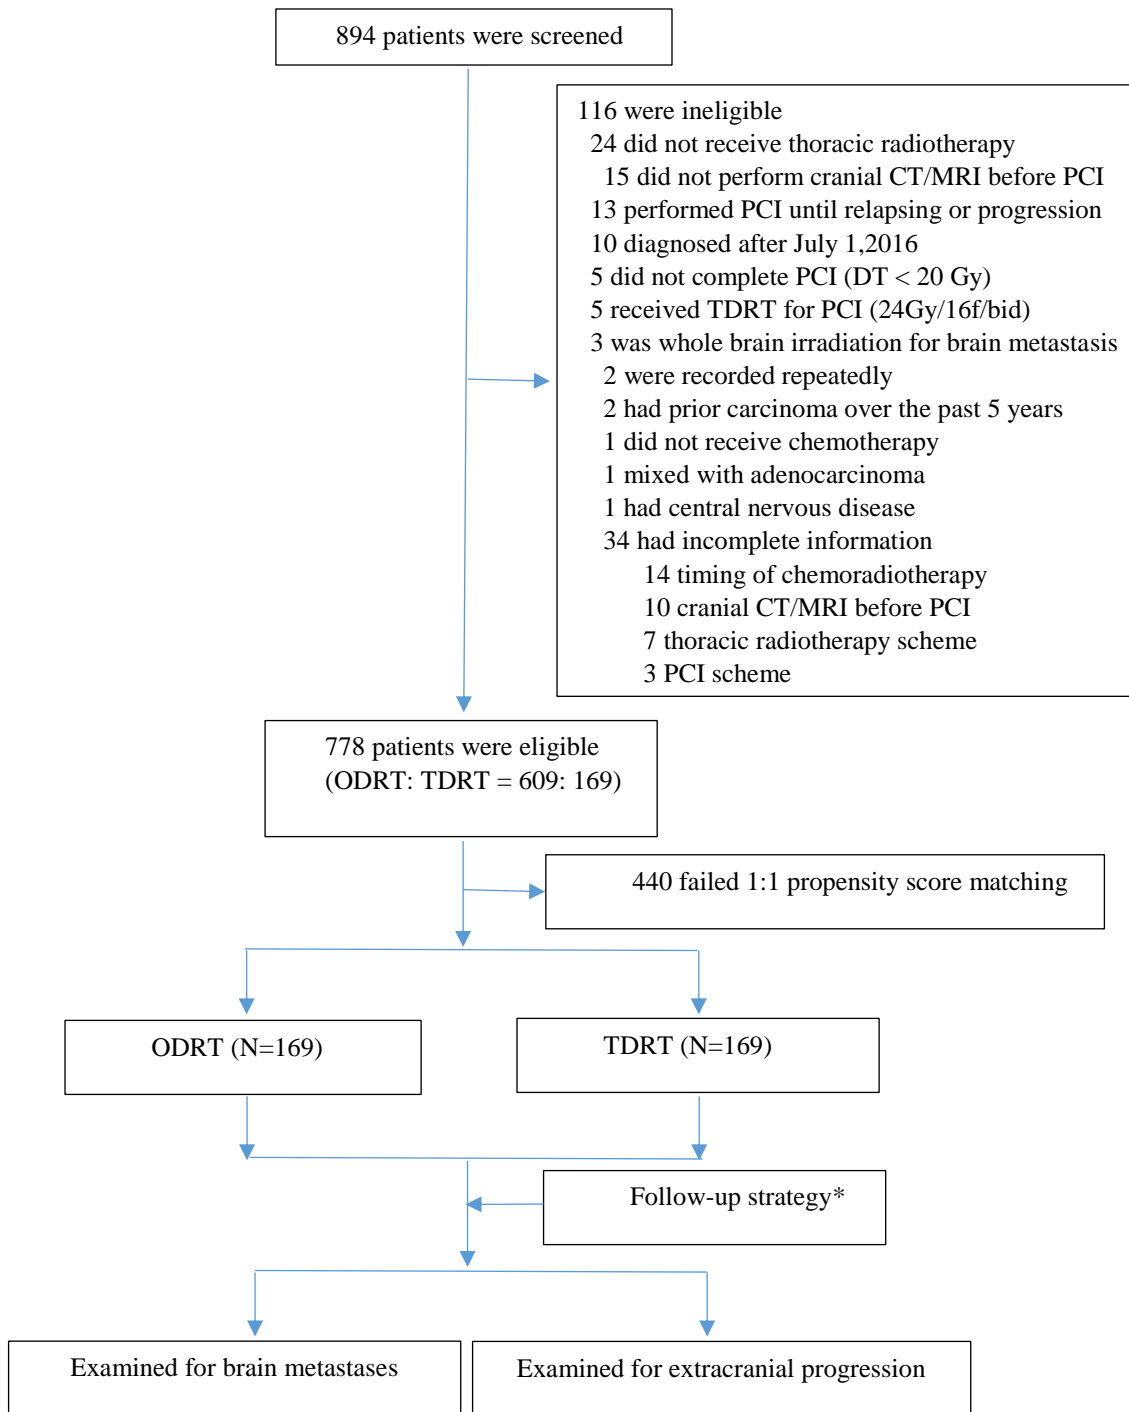 894 patients were screened
116 were ineligible
24 did not receive thoracic radiotherapy
15 did not perform cranial CT/MRI before PCI
13 performed PCI until relapsing or progression
10 diagnosed after July 1,2016
5 did not complete PCI (DT < 20 Gy)
5 received TDRT for PCI (24Gy/16f/bid)
3 was whole brain irradiation for brain metastasis
2 were recorded repeatedly
2 had prior carcinoma over the past 5 years
1 did not receive chemotherapy
1 mixed with adenocarcinoma
1 had central nervous disease
34 had incomplete information
14 timing of chemoradiotherapy
10 cranial CT/MRI before PCI
7 thoracic radiotherapy scheme
3 PCI scheme
778 patients were eligible
(ODRT: TDRT = 609: 169)
440 failed 1:1 propensity score matching
ODRT (N=169)
TDRT (N=169)
Follow-up strategy*
Examined for brain metastases
Examined for extracranial progression